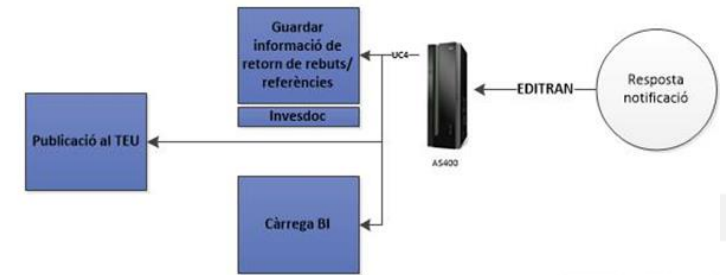 Guardar
informació de
retorn de rebuts/
referències
Invesdoc
UC4
EDITRAN
Resposta
notificació
AS400
Publicació al TEU
Càrrega BI